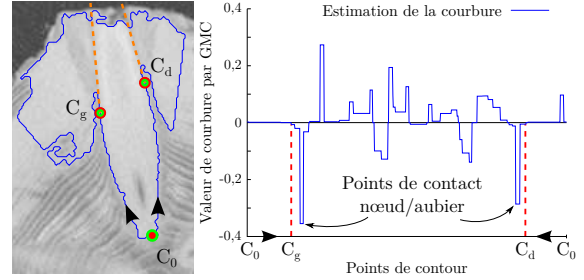 C_g
C_d
C_0
Estimation de la courbure
Valeur de courbure par GMC
0.4
0.2
0
-0.2
-0.4
Points de contact
nœud/aubier
C_0
C_g
C_d
C_0
Points de contour